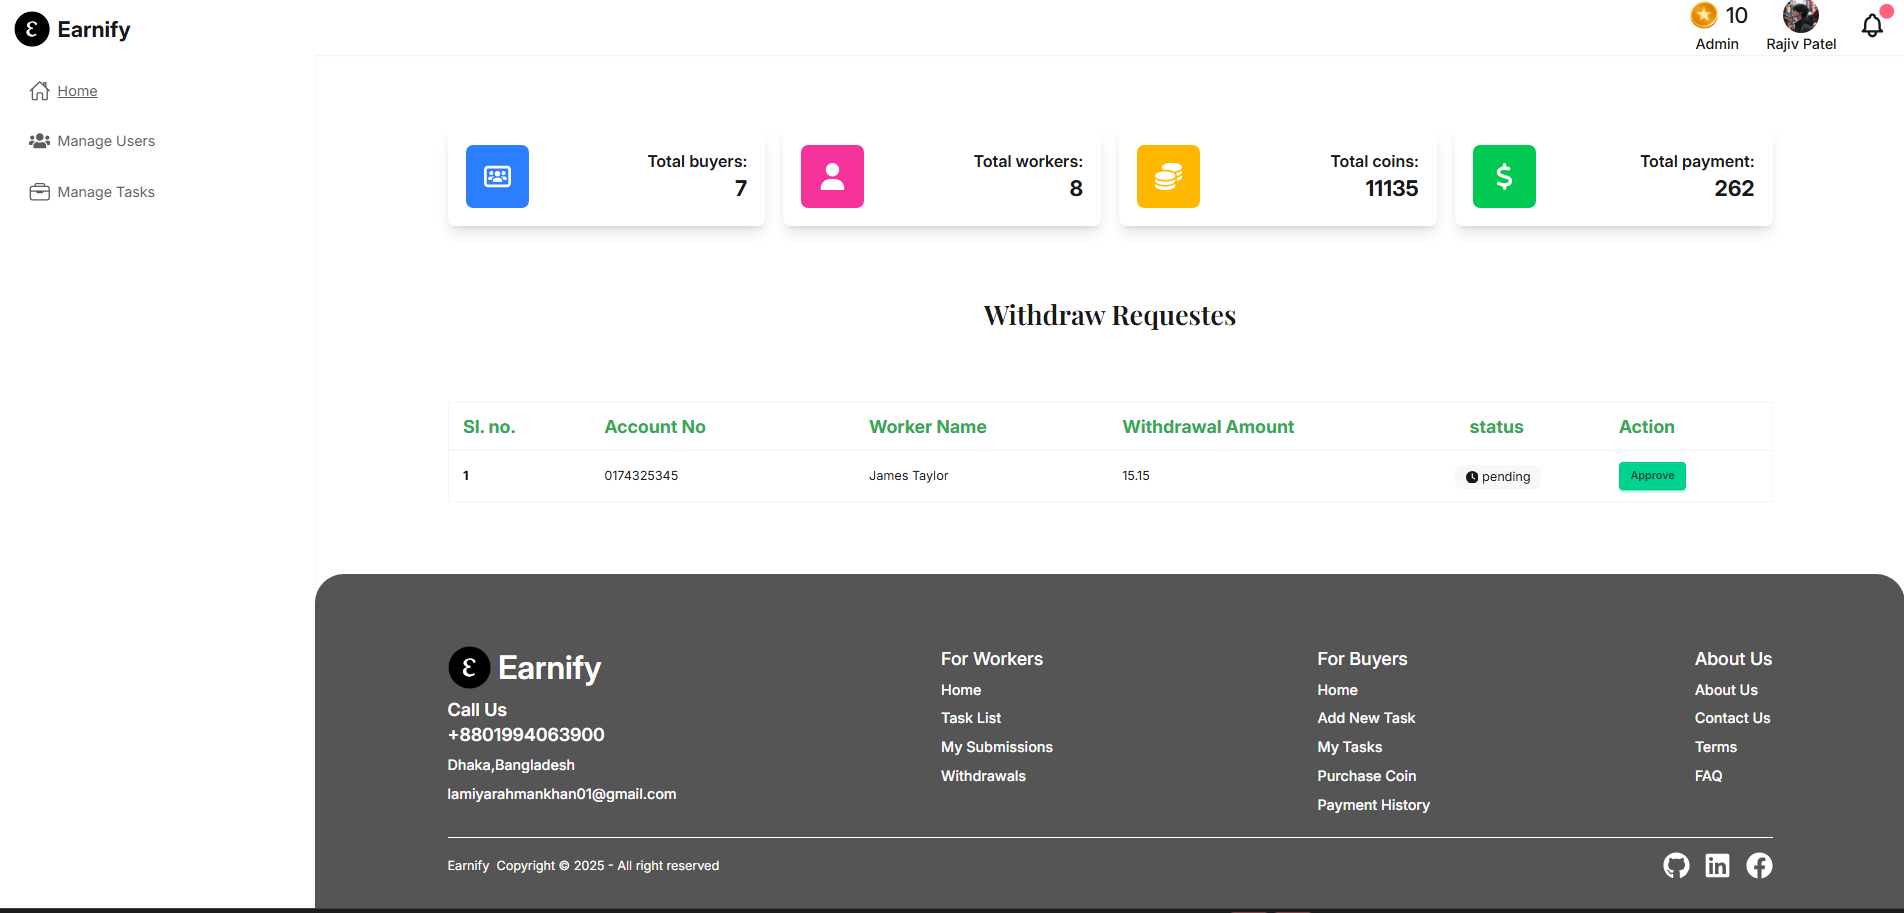 Earnify
10
Admin
Rajiv Patel
Home
Manage Users
Manage Tasks
Total buyers:
7
Total workers:
8
Total coins:
11135
Total payment:
262
Withdraw Requestes
Sl. no. Account No Worker Name Withdrawal Amount status Action
1 0174325345 James Taylor 15.15 pending Approve
Earnify
Call Us
+8801994063900
Dhaka,Bangladesh
lamiyarahmankhan01@gmail.com
For Workers
Home
Task List
My Submissions
Withdrawals
For Buyers
Home
Add New Task
My Tasks
Purchase Coin
Payment History
About Us
About Us
Contact Us
Terms
FAQ
Earnify Copyright © 2025 - All right reserved